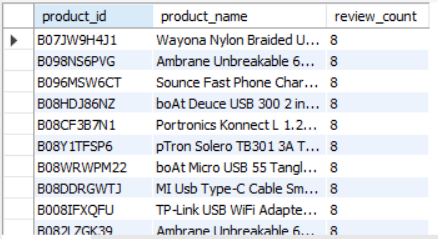 product_id product_name review_count
B07JW9H4J1 Wayona Nylon Braided U... 8
B098NS6PVG Ambrane Unbreakable 6... 8
B096MSW6CT Sounce Fast Phone Char... 8
B08HDJ86NZ boAt Deuce USB 300 2 in... 8
B08CF3B7N1 Portronics Konnect L 1.2... 8
B08Y1TFSP6 pTron Solero TB301 3A T... 8
B08WRWPM22 boAt Micro USB 55 Tangl... 8
B08DDRGWTJ MI Usb Type-C Cable Sm... 8
B008IFXQFU TP-Link USB WiFi Adapte... 8
B082LZGK39 Ambrane Unbreakable 6... 8